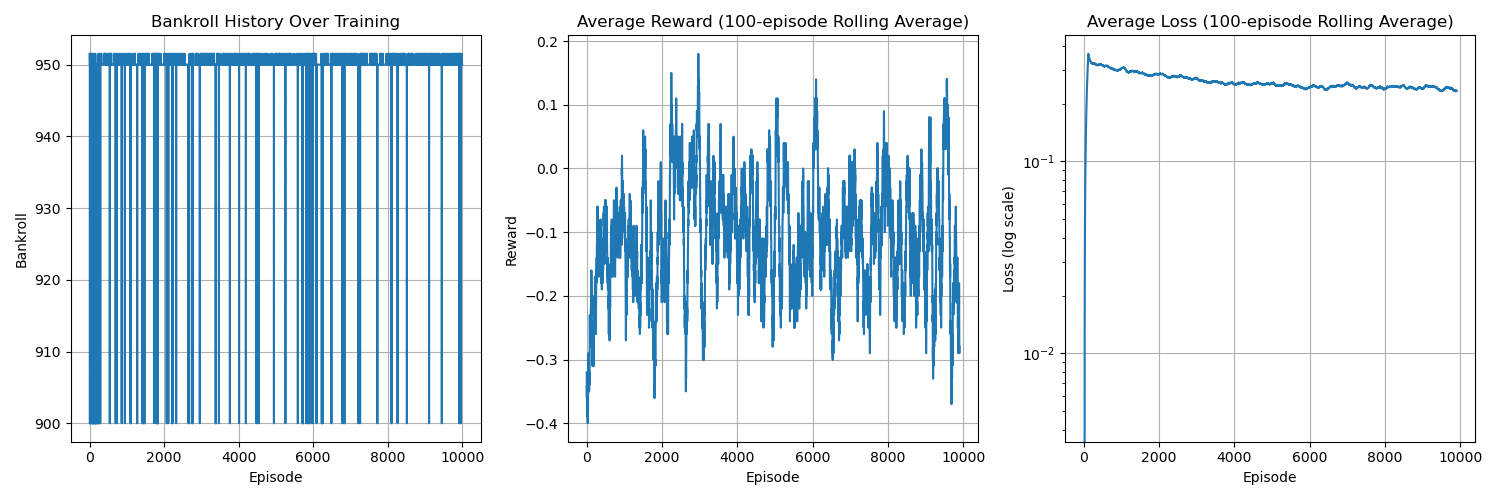 Bankroll History Over Training
Average Reward (100-episode Rolling Average)
Average Loss (100-episode Rolling Average)
Bankroll
950
940
930
920
910
900
0 2000 4000 6000 8000 10000
Episode
Reward
0.2
0.1
0.0
−0.1
−0.2
−0.3
−0.4
0 2000 4000 6000 8000 10000
Episode
Loss (log scale)
10⁻¹
10⁻²
0 2000 4000 6000 8000 10000
Episode